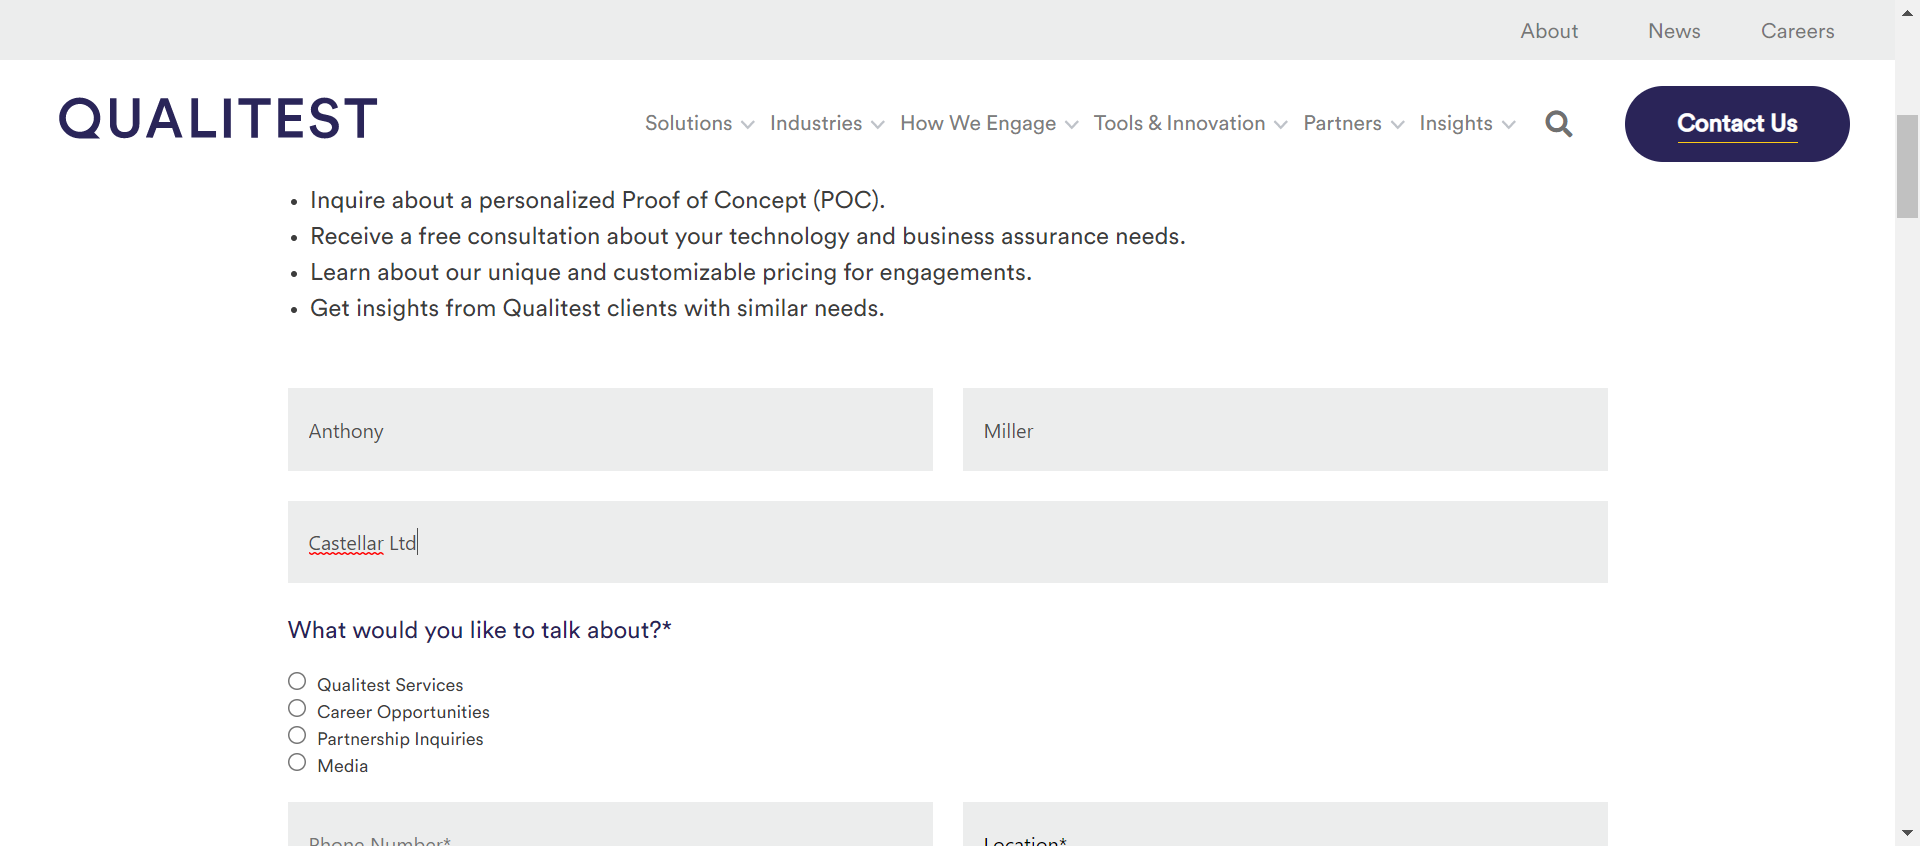 About News Careers
QUALITEST
Solutions Industries How We Engage Tools & Innovation Partners Insights Contact Us
• Inquire about a personalized Proof of Concept (POC).
• Receive a free consultation about your technology and business assurance needs.
• Learn about our unique and customizable pricing for engagements.
• Get insights from Qualitest clients with similar needs.
Anthony Miller
Castellar Ltd
What would you like to talk about?*
Qualitest Services
Career Opportunities
Partnership Inquiries
Media
Phone Number* Location*